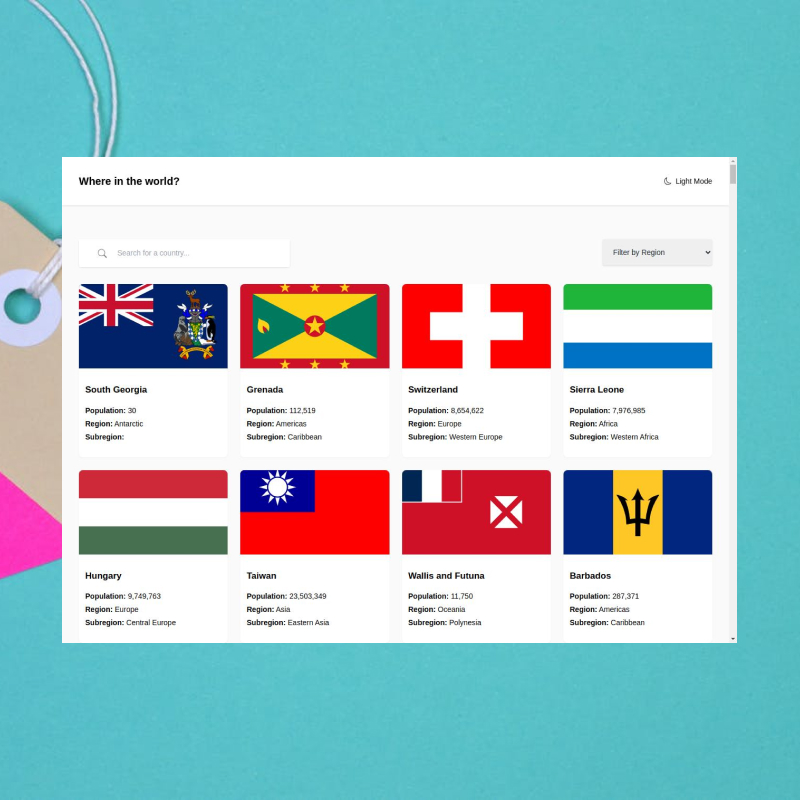 Where in the world?
Light Mode
Search for a country...
Filter by Region
South Georgia
Population: 30
Region: Antarctic
Subregion:
Grenada
Population: 112,519
Region: Americas
Subregion: Caribbean
Switzerland
Population: 8,654,622
Region: Europe
Subregion: Western Europe
Sierra Leone
Population: 7,976,985
Region: Africa
Subregion: Western Africa
Hungary
Population: 9,749,763
Region: Europe
Subregion: Central Europe
Taiwan
Population: 23,503,349
Region: Asia
Subregion: Eastern Asia
Wallis and Futuna
Population: 11,750
Region: Oceania
Subregion: Polynesia
Barbados
Population: 287,371
Region: Americas
Subregion: Caribbean